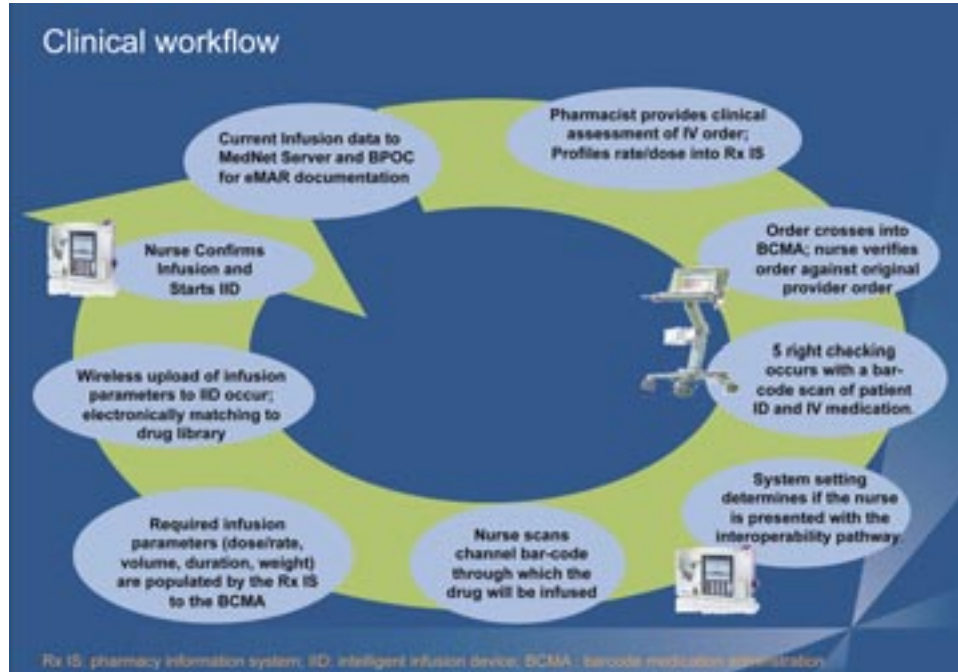 Clinical workflow
Pharmacist provides clinical
assessment of IV order;
Profiles rate/dose into Rx IS
Order crosses into
BCMA; nurse verifies
order against original
provider order
5 right checking
occurs with a bar-
code scan of patient
ID and IV medication.
System setting
determines if the nurse
is presented with the
interoperability pathway.
Nurse scans
channel bar-code
through which the
drug will be infused
Required infusion
parameters (dose/rate,
volume, duration, weight)
are populated by the Rx IS
to the BCMA
Wireless upload of infusion
parameters to IID occur;
electronically matching to
drug library
Nurse Confirms
Infusion and
Starts IID
Current Infusion data to
MedNet Server and BPOC
for eMAR documentation
Rx IS: pharmacy information system; IID: intelligent infusion device; BCMA : barcode medication administration